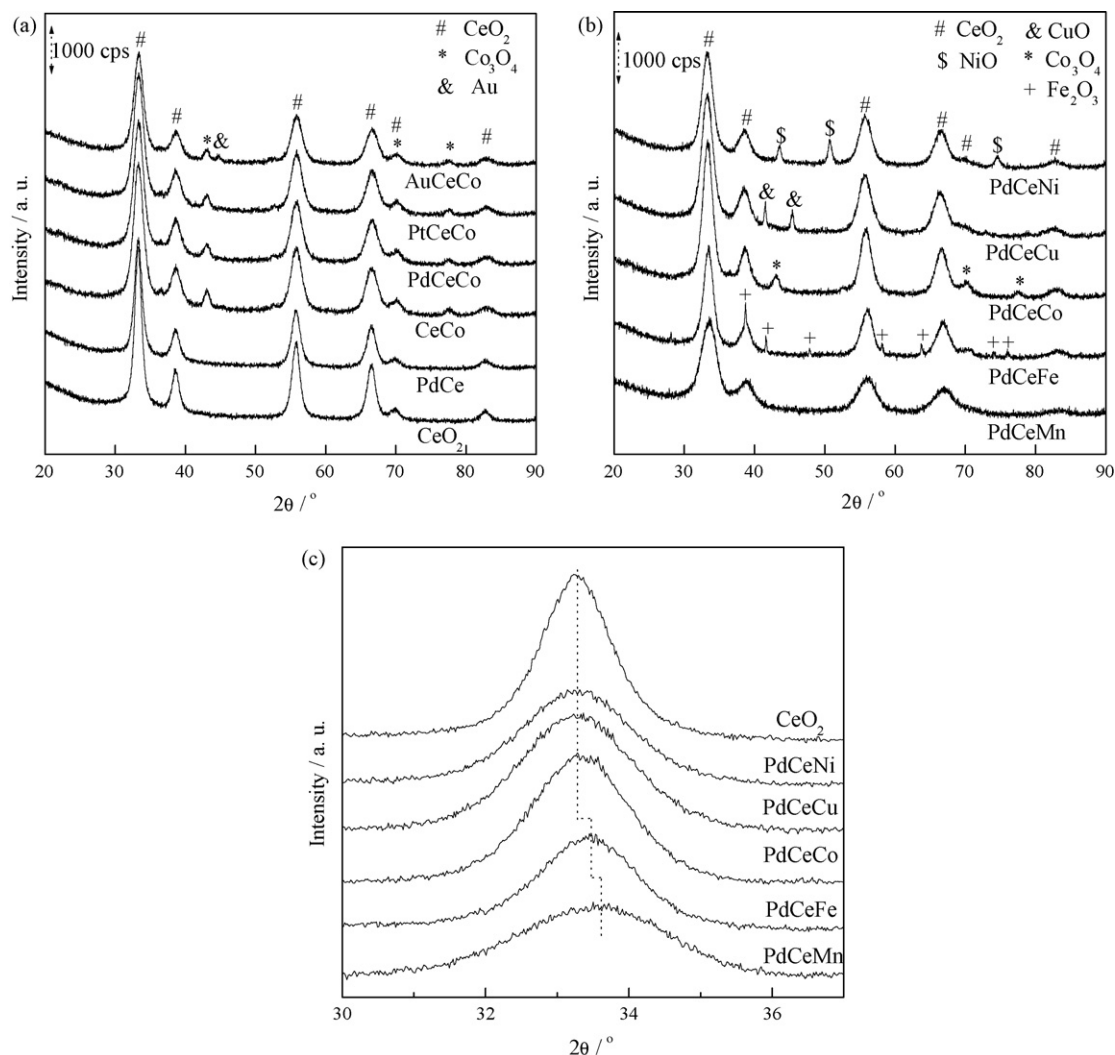 (a)
1000 cps
# CeO₂
* Co₃O₄
& Au
#
#
*
&
#
#
#
*
*
#
AuCeCo
PtCeCo
PdCeCo
CeCo
PdCe
CeO₂
Intensity / a. u.
20 30 40 50 60 70 80 90
2θ / °
(b)
1000 cps
# CeO₂ & CuO
$ NiO * Co₃O₄
+ Fe₂O₃
#
#
$
$
#
#
#
$
#
PdCeNi
& &
PdCeCu
* * *
PdCeCo
+ + + + + + +
PdCeFe
PdCeMn
Intensity / a. u.
20 30 40 50 60 70 80 90
2θ / °
(c)
CeO₂
PdCeNi
PdCeCu
PdCeCo
PdCeFe
PdCeMn
Intensity / a. u.
30 32 34 36
2θ / °